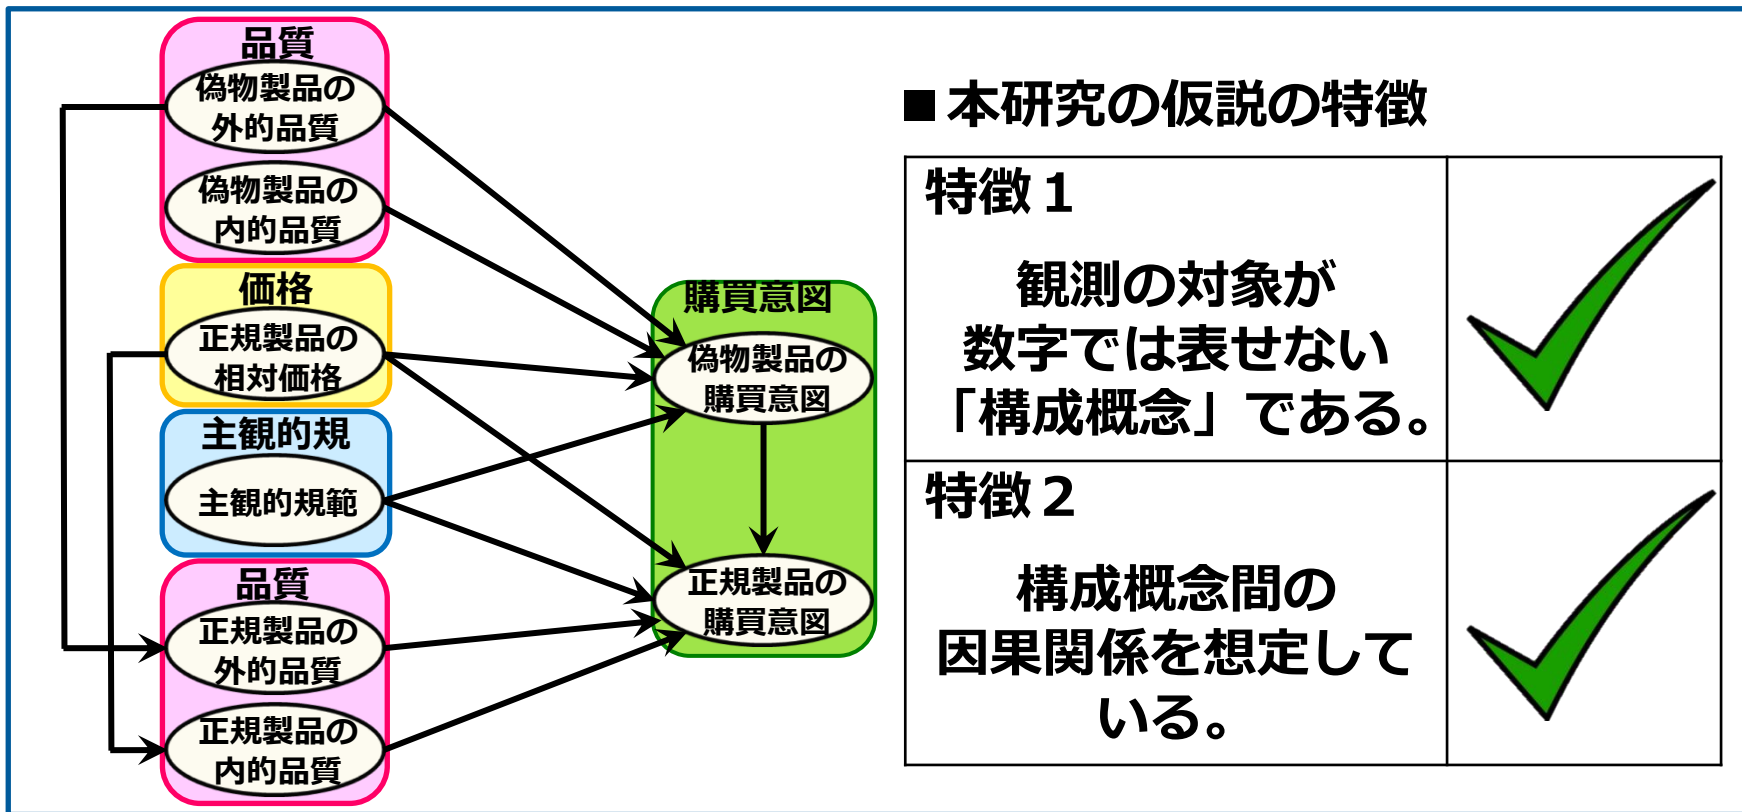 品質
偽物製品の
外的品質
偽物製品の
内的品質
価格
正規製品の
相対価格
主観的規
主観的規範
品質
正規製品の
外的品質
正規製品の
内的品質
購買意図
偽物製品の
購買意図
正規製品の
購買意図
■本研究の仮説の特徴
特徴１
観測の対象が
数字では表せない
「構成概念」である。
特徴２
構成概念間の
因果関係を想定して
いる。